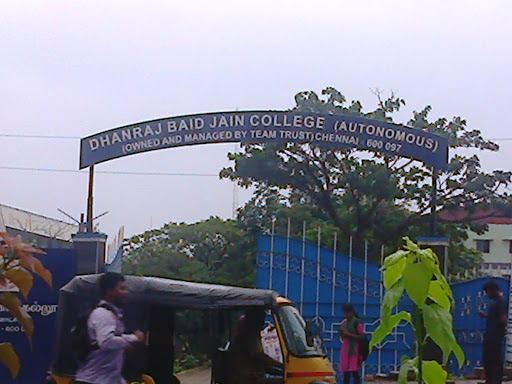 DHANRAJ BAID JAIN COLLEGE (AUTONOMOUS)
(OWNED AND MANAGED BY TEAM TRUST) CHENNAI - 600 097